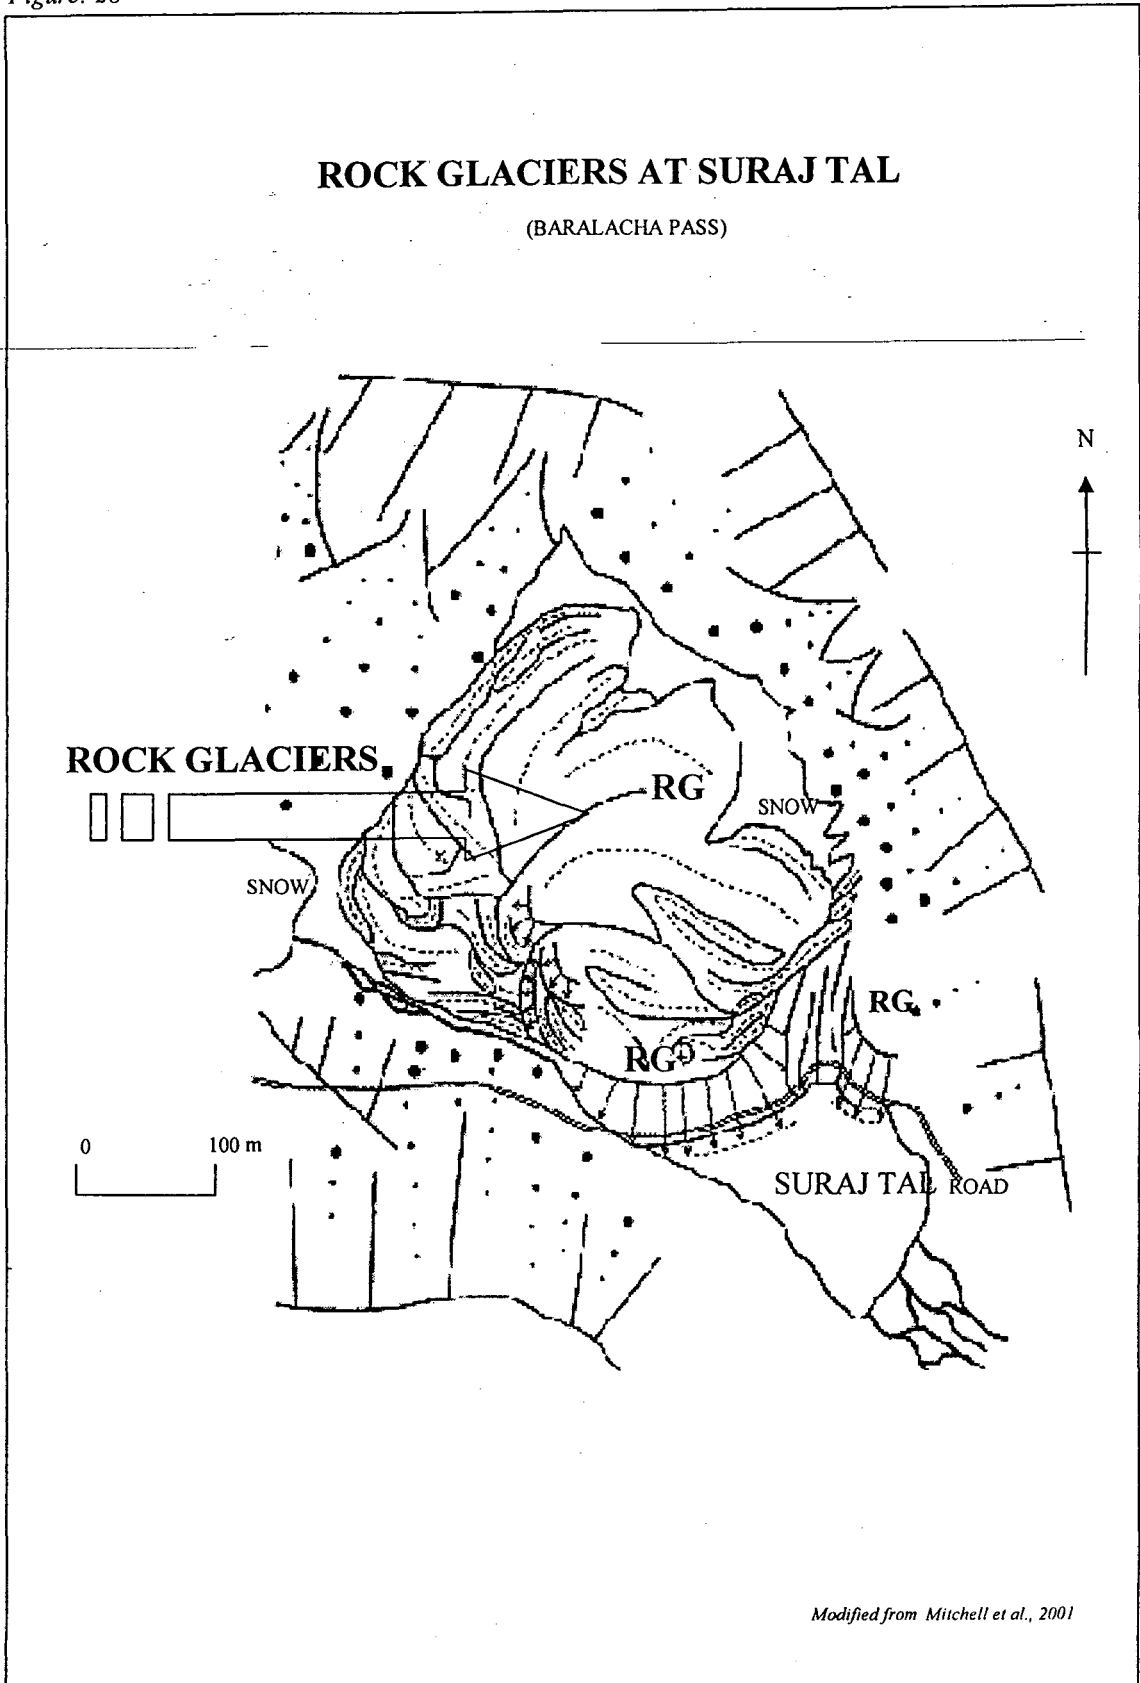 ROCK GLACIERS AT SURAJ TAL
(BARALACHA PASS)
N
ROCK GLACIERS
RG
SNOW
SNOW
RG
RG
0 100 m
SURAJ TAL ROAD
Modified from Mitchell et al., 2001